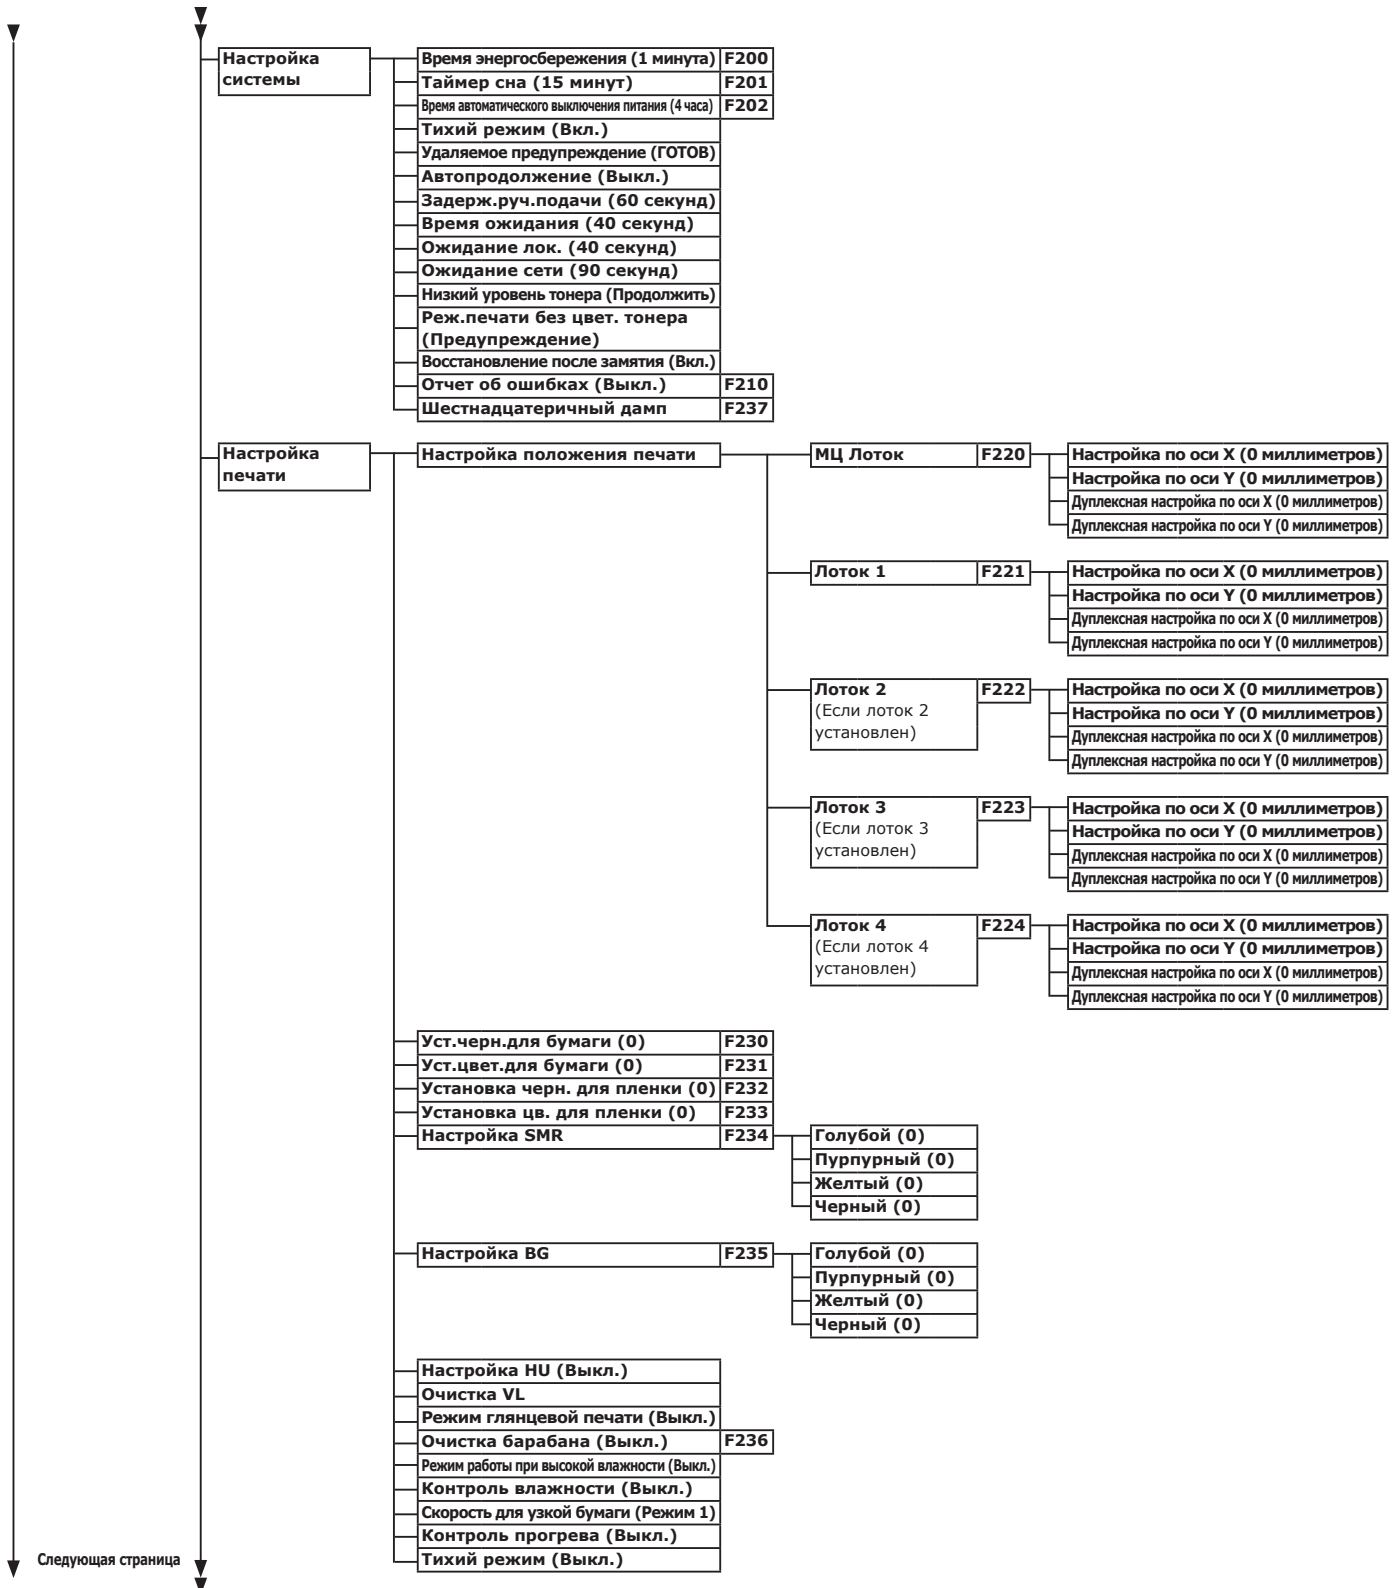 Настройка
системы
Время энергосбережения (1 минута) F200
Таймер сна (15 минут) F201
Время автоматического выключения питания (4 часа) F202
Тихий режим (Вкл.)
Удаляемое предупреждение (ГОТОВ)
Автопродолжение (Выкл.)
Задерж.руч.подачи (60 секунд)
Время ожидания (40 секунд)
Ожидание лок. (40 секунд)
Ожидание сети (90 секунд)
Низкий уровень тонера (Продолжить)
Реж.печати без цвет. тонера
(Предупреждение)
Восстановление после замятия (Вкл.)
Отчет об ошибках (Выкл.) F210
Шестнадцатеричный дамп F237
Настройка
печати
Настройка положения печати
МЦ Лоток F220
Настройка по оси X (0 миллиметров)
Настройка по оси Y (0 миллиметров)
Дуплексная настройка по оси X (0 миллиметров)
Дуплексная настройка по оси Y (0 миллиметров)
Лоток 1 F221
Настройка по оси X (0 миллиметров)
Настройка по оси Y (0 миллиметров)
Дуплексная настройка по оси X (0 миллиметров)
Дуплексная настройка по оси Y (0 миллиметров)
Лоток 2 F222
(Если лоток 2
установлен)
Настройка по оси X (0 миллиметров)
Настройка по оси Y (0 миллиметров)
Дуплексная настройка по оси X (0 миллиметров)
Дуплексная настройка по оси Y (0 миллиметров)
Лоток 3 F223
(Если лоток 3
установлен)
Настройка по оси X (0 миллиметров)
Настройка по оси Y (0 миллиметров)
Дуплексная настройка по оси X (0 миллиметров)
Дуплексная настройка по оси Y (0 миллиметров)
Лоток 4 F224
(Если лоток 4
установлен)
Настройка по оси X (0 миллиметров)
Настройка по оси Y (0 миллиметров)
Дуплексная настройка по оси X (0 миллиметров)
Дуплексная настройка по оси Y (0 миллиметров)
Уст.черн.для бумаги (0) F230
Уст.цвет.для бумаги (0) F231
Установка черн. для пленки (0) F232
Установка цв. для пленки (0) F233
Настройка SMR F234
Голубой (0)
Пурпурный (0)
Желтый (0)
Черный (0)
Настройка BG F235
Голубой (0)
Пурпурный (0)
Желтый (0)
Черный (0)
Настройка HU (Выкл.)
Очистка VL
Режим глянцевой печати (Выкл.)
Очистка барабана (Выкл.) F236
Режим работы при высокой влажности (Выкл.)
Контроль влажности (Выкл.)
Скорость для узкой бумаги (Режим 1)
Контроль прогрева (Выкл.)
Тихий режим (Выкл.)
Следующая страница